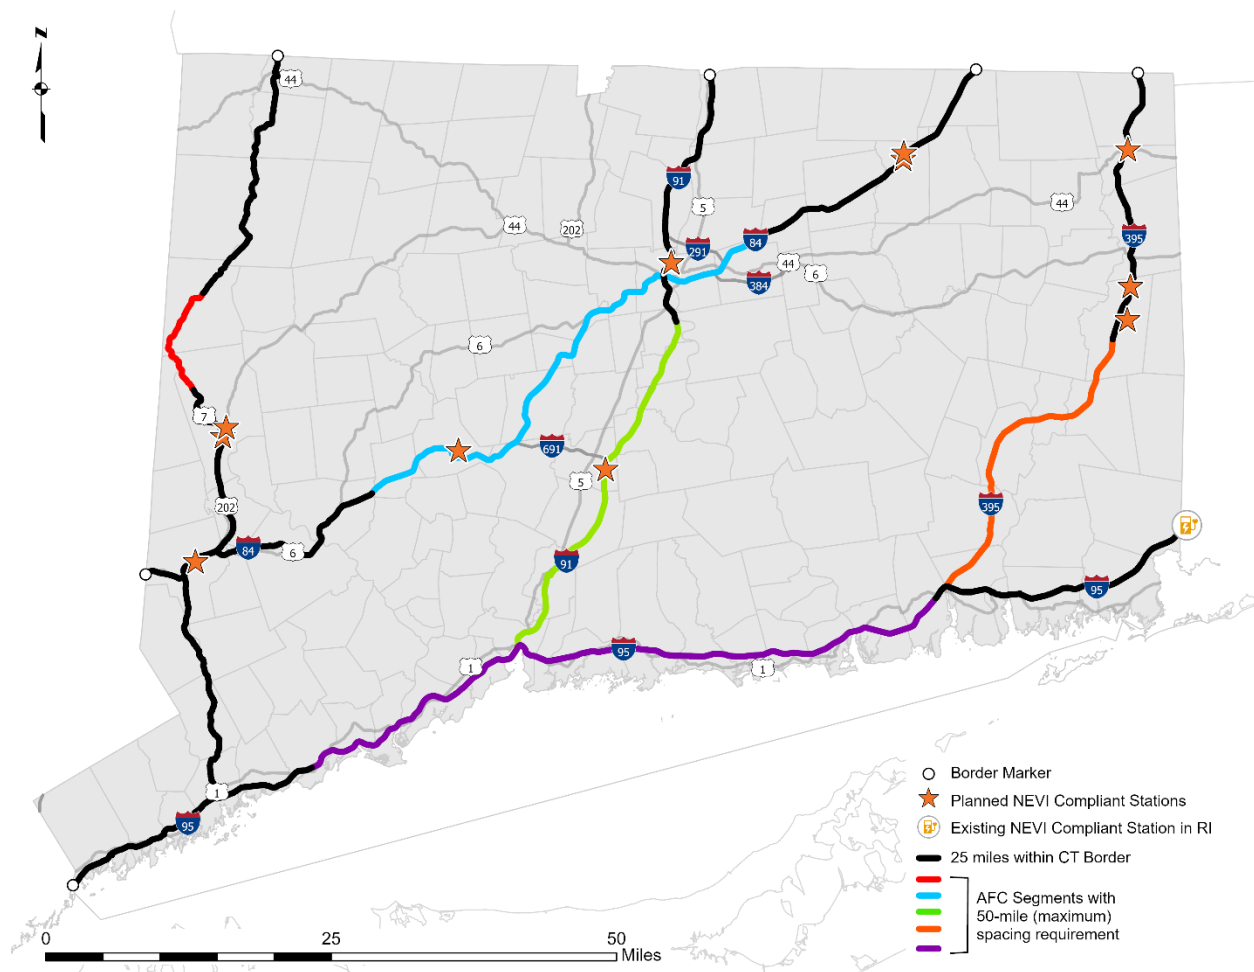 N
44
91
5
44
44
202
291
84
395
44
6
384
6
7
691
5
202
395
84
6
91
95
95
1
1
1
95
Border Marker
Planned NEVI Compliant Stations
Existing NEVI Compliant Station in RI
25 miles within CT Border
AFC Segments with
50-mile (maximum)
spacing requirement
0 25 50
Miles